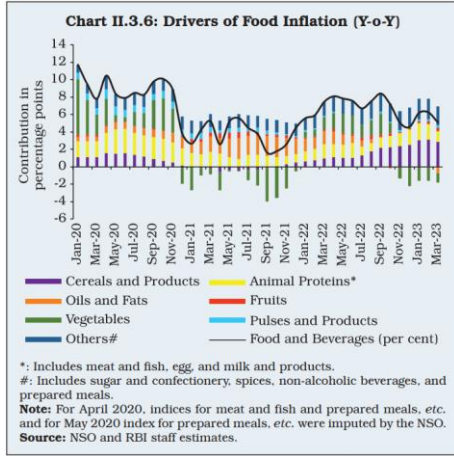 Chart II.3.6: Drivers of Food Inflation (Y-o-Y)
Contribution in
percentage points
14
12
10
8
6
4
2
0
-2
-4
-6
Jan-20
Mar-20
May-20
Jul-20
Sep-20
Nov-20
Jan-21
Mar-21
May-21
Jul-21
Sep-21
Nov-21
Jan-22
Mar-22
May-22
Jul-22
Sep-22
Nov-22
Jan-23
Mar-23
Cereals and Products
Animal Proteins*
Oils and Fats
Fruits
Vegetables
Pulses and Products
Others#
Food and Beverages (per cent)
*: Includes meat and fish, egg, and milk and products.
#: Includes sugar and confectionery, spices, non-alcoholic beverages, and
prepared meals.
Note: For April 2020, indices for meat and fish and prepared meals, etc.
and for May 2020 index for prepared meals, etc. were imputed by the NSO.
Source: NSO and RBI staff estimates.